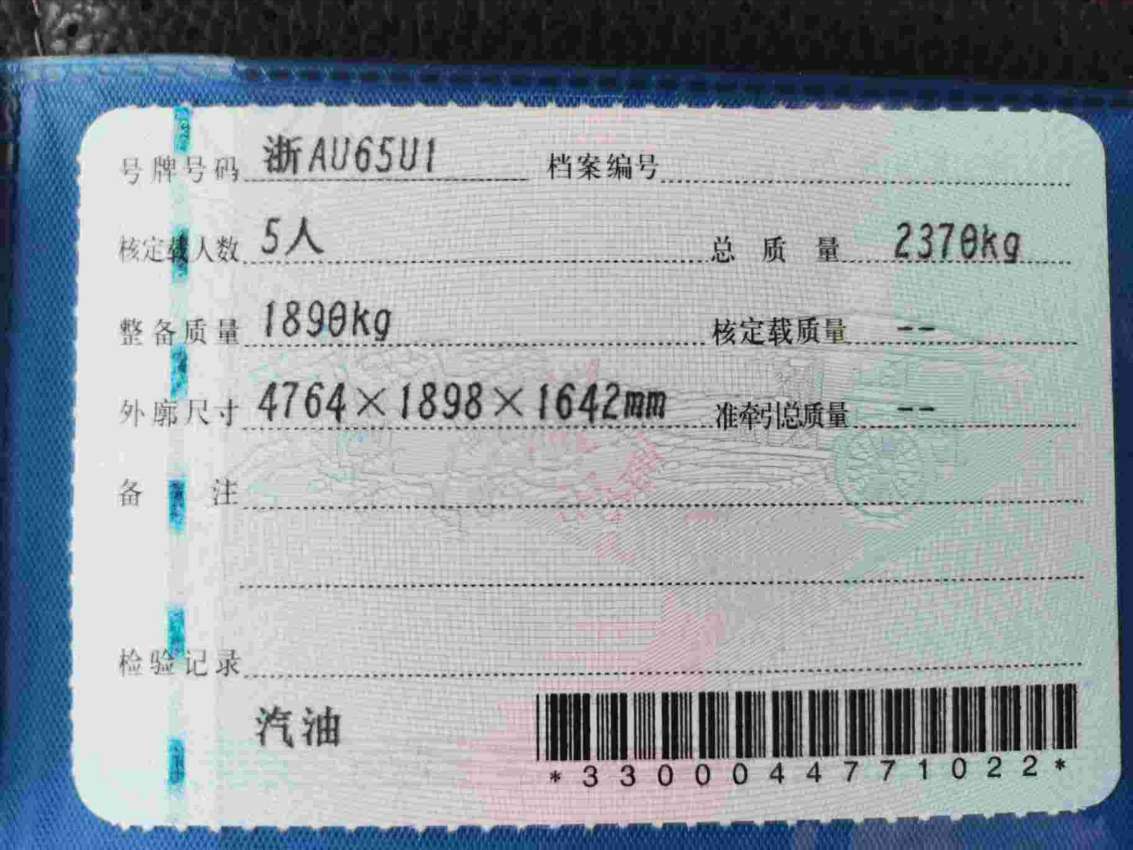 号牌号码 浙AU65U1 档案编号
核定载人数 5人 总质量 2370kg
整备质量 1890kg 核定载质量 --
外廓尺寸 4764×1898×1642mm 准牵引总质量 --
备注
检验记录
汽油
*3300044771022*